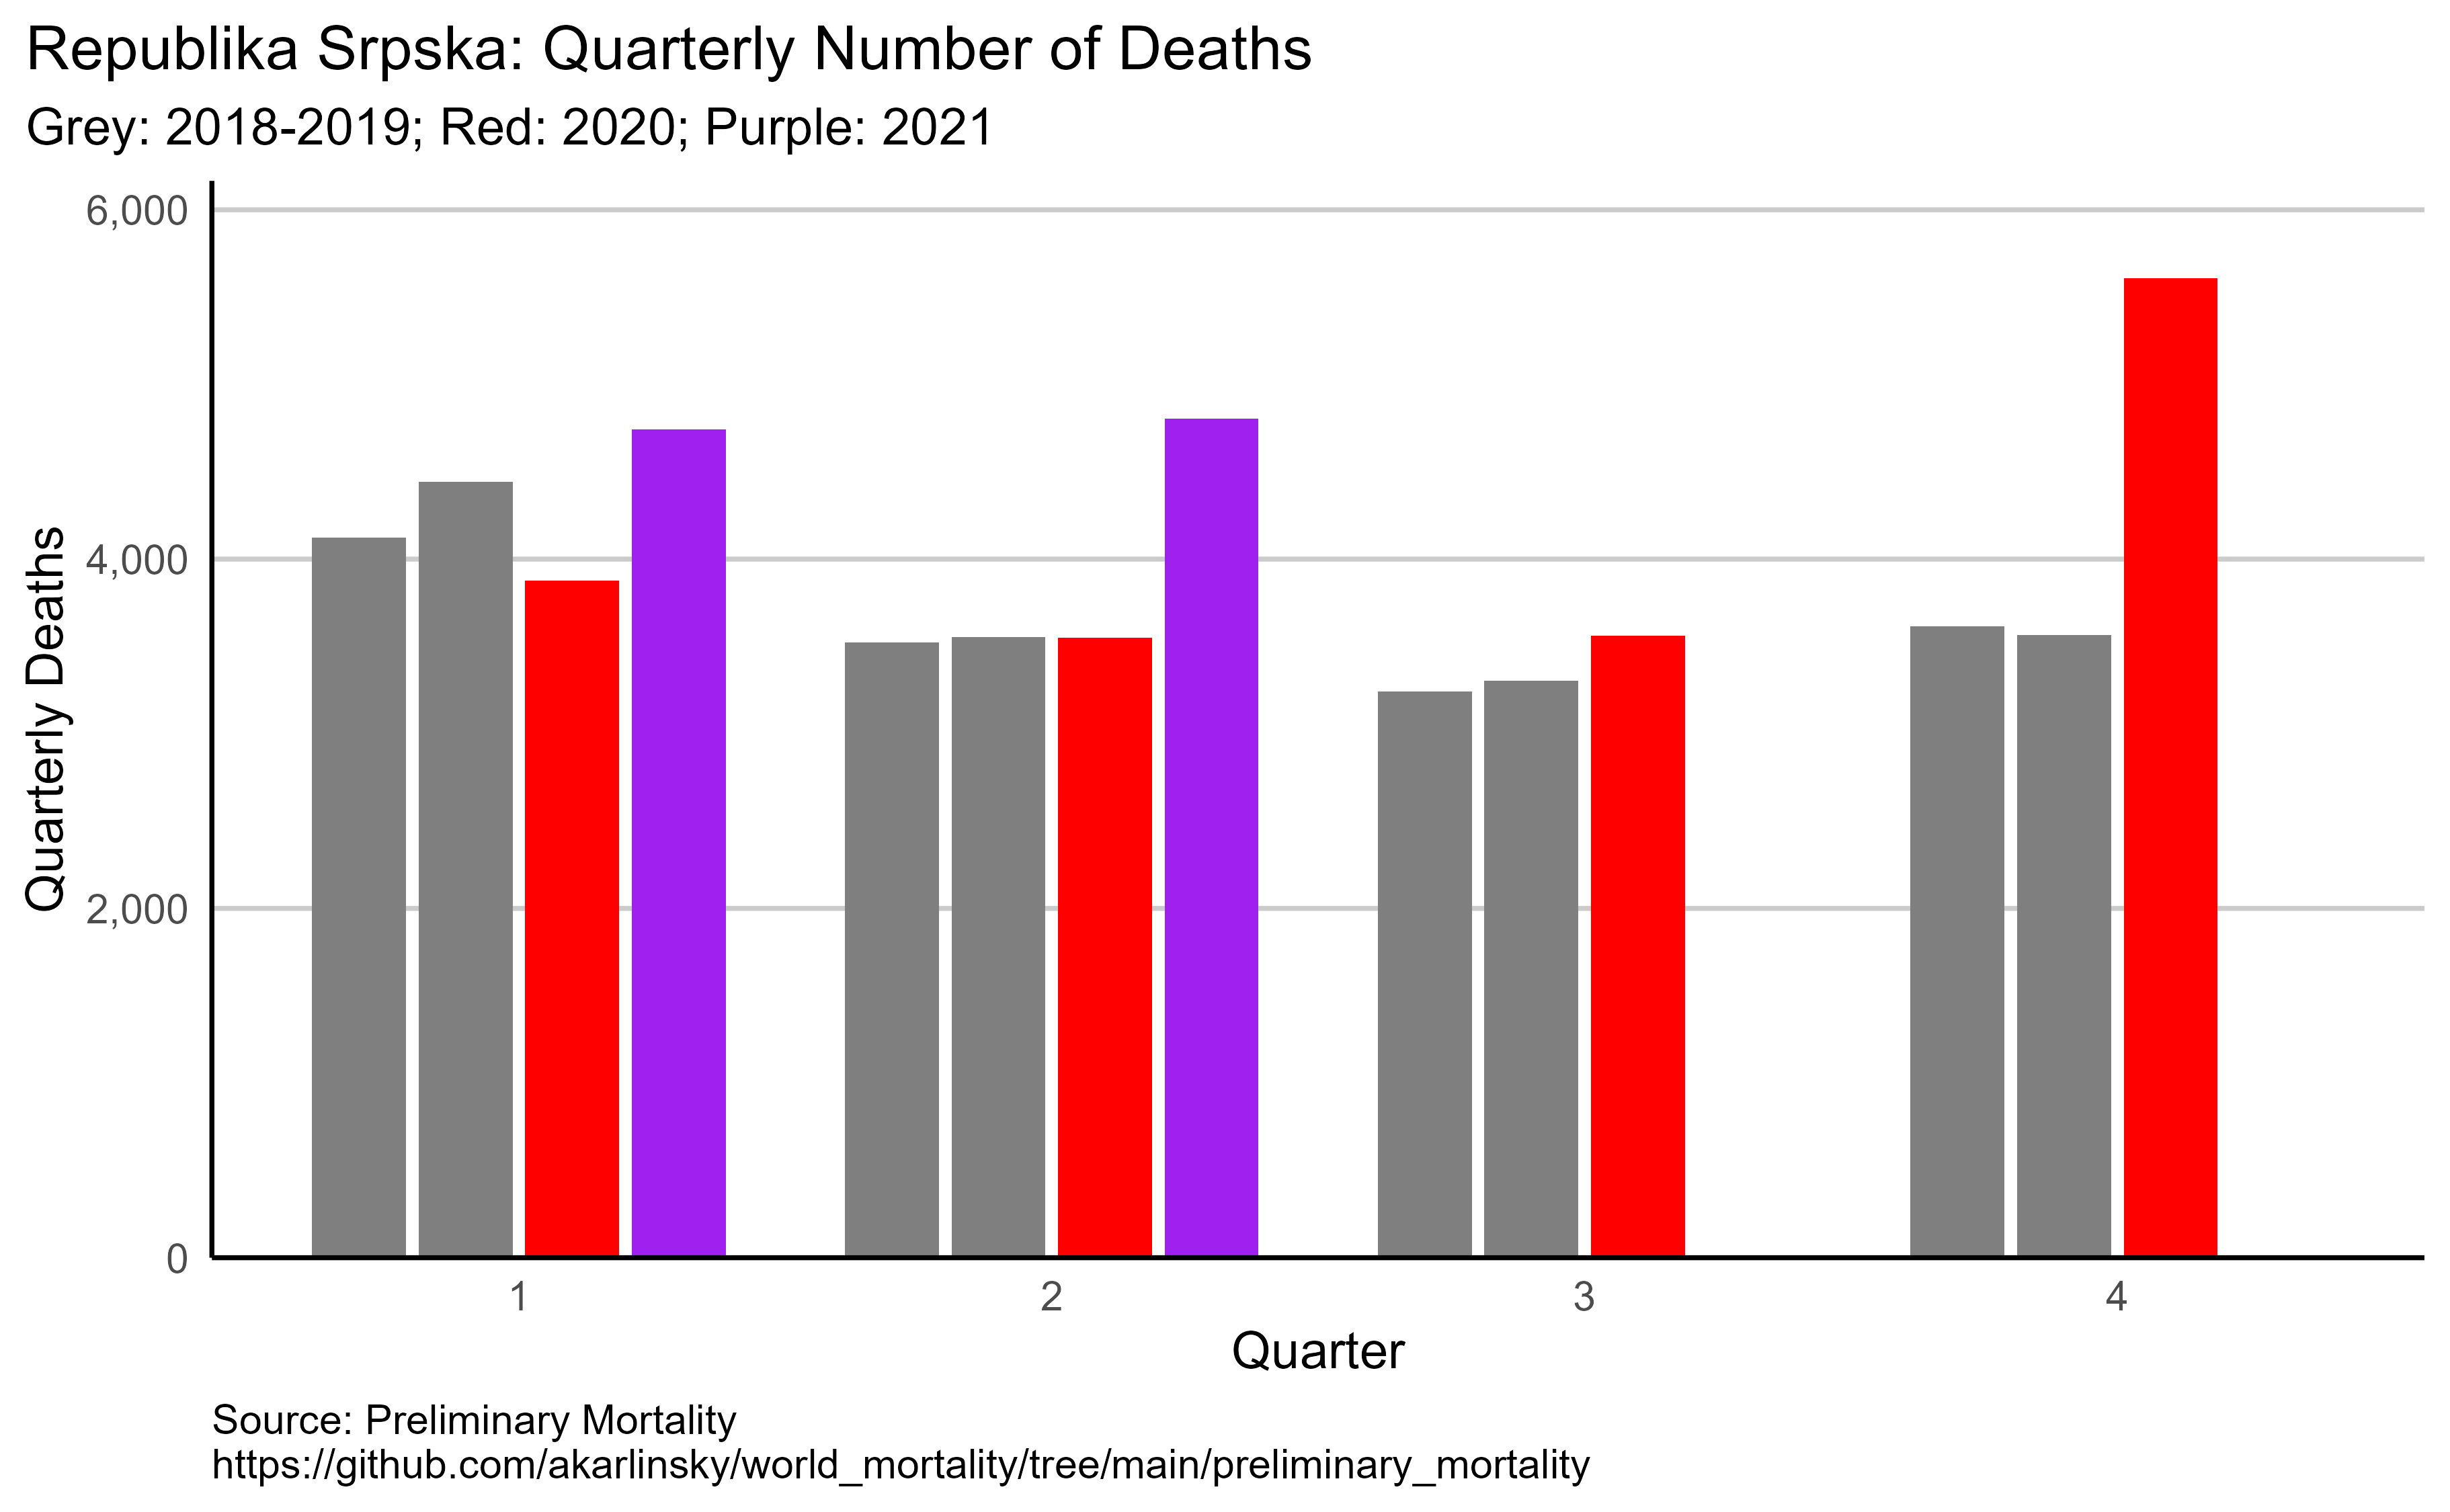 Republika Srpska: Quarterly Number of Deaths
Grey: 2018-2019; Red: 2020; Purple: 2021
6,000
4,000
2,000
0
Quarterly Deaths
1
2
3
4
Quarter
Source: Preliminary Mortality
https://github.com/akarlinsky/world_mortality/tree/main/preliminary_mortality